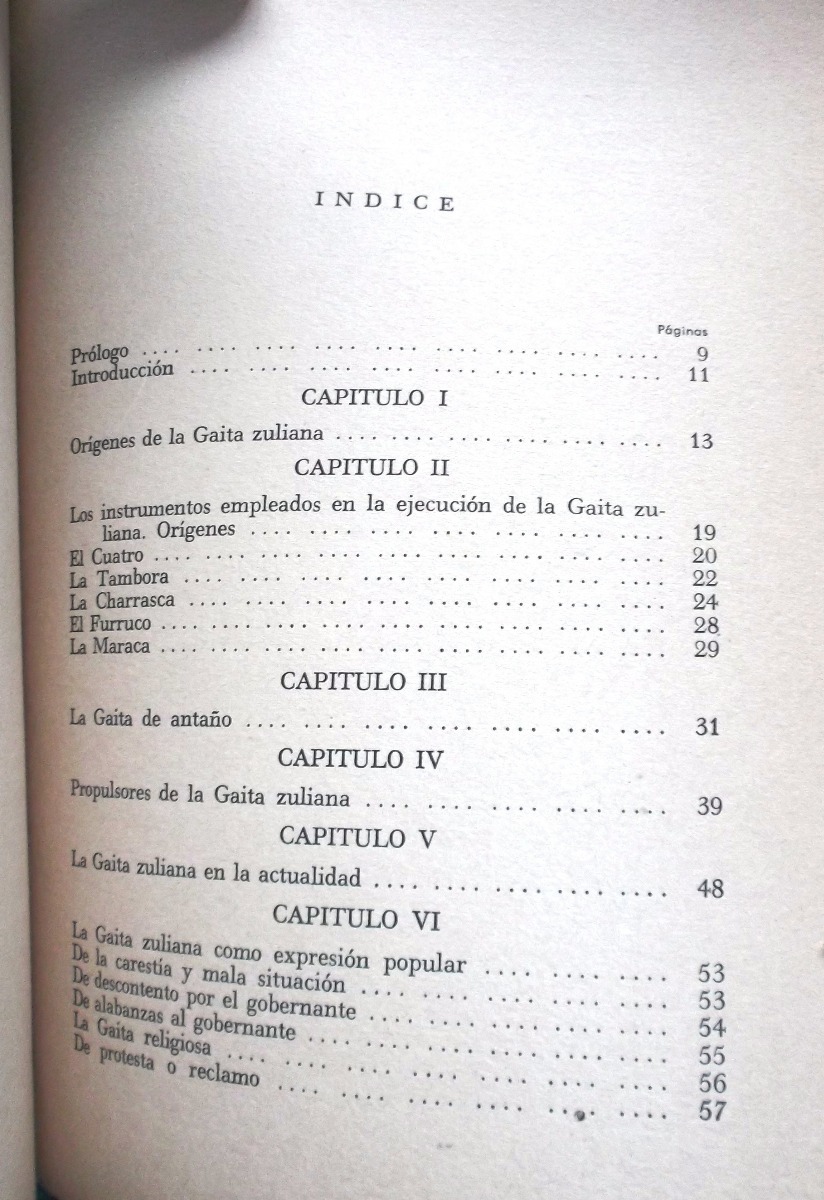 INDICE
Páginas
Prólogo .... .... .... .... .... .... .... .... .... 9
Introducción .... .... .... .... .... .... .... .... 11
CAPITULO I
Orígenes de la Gaita zuliana .... .... .... .... .... .... 13
CAPITULO II
Los instrumentos empleados en la ejecución de la Gaita zu-
liana. Orígenes .... .... .... .... .... .... .... 19
El Cuatro .... .... .... .... .... .... .... .... .... 20
La Tambora .... .... .... .... .... .... .... .... 22
La Charrasca .... .... .... .... .... .... .... .... 24
El Furruco .... .... .... .... .... .... .... .... .... 28
La Maraca .... .... .... .... .... .... .... .... .... 29
CAPITULO III
La Gaita de antaño .... .... .... .... .... .... .... 31
CAPITULO IV
Propulsores de la Gaita zuliana .... .... .... .... .... 39
CAPITULO V
La Gaita zuliana en la actualidad .... .... .... .... .... 48
CAPITULO VI
La Gaita zuliana como expresión popular .... .... .... 53
De la carestía y mala situación .... .... .... .... .... 53
De descontento por el gobernante .... .... .... .... .... 54
De alabanzas al gobernante .... .... .... .... .... .... 55
La Gaita religiosa .... .... .... .... .... .... .... 56
De protesta o reclamo .... .... .... .... .... .... 57